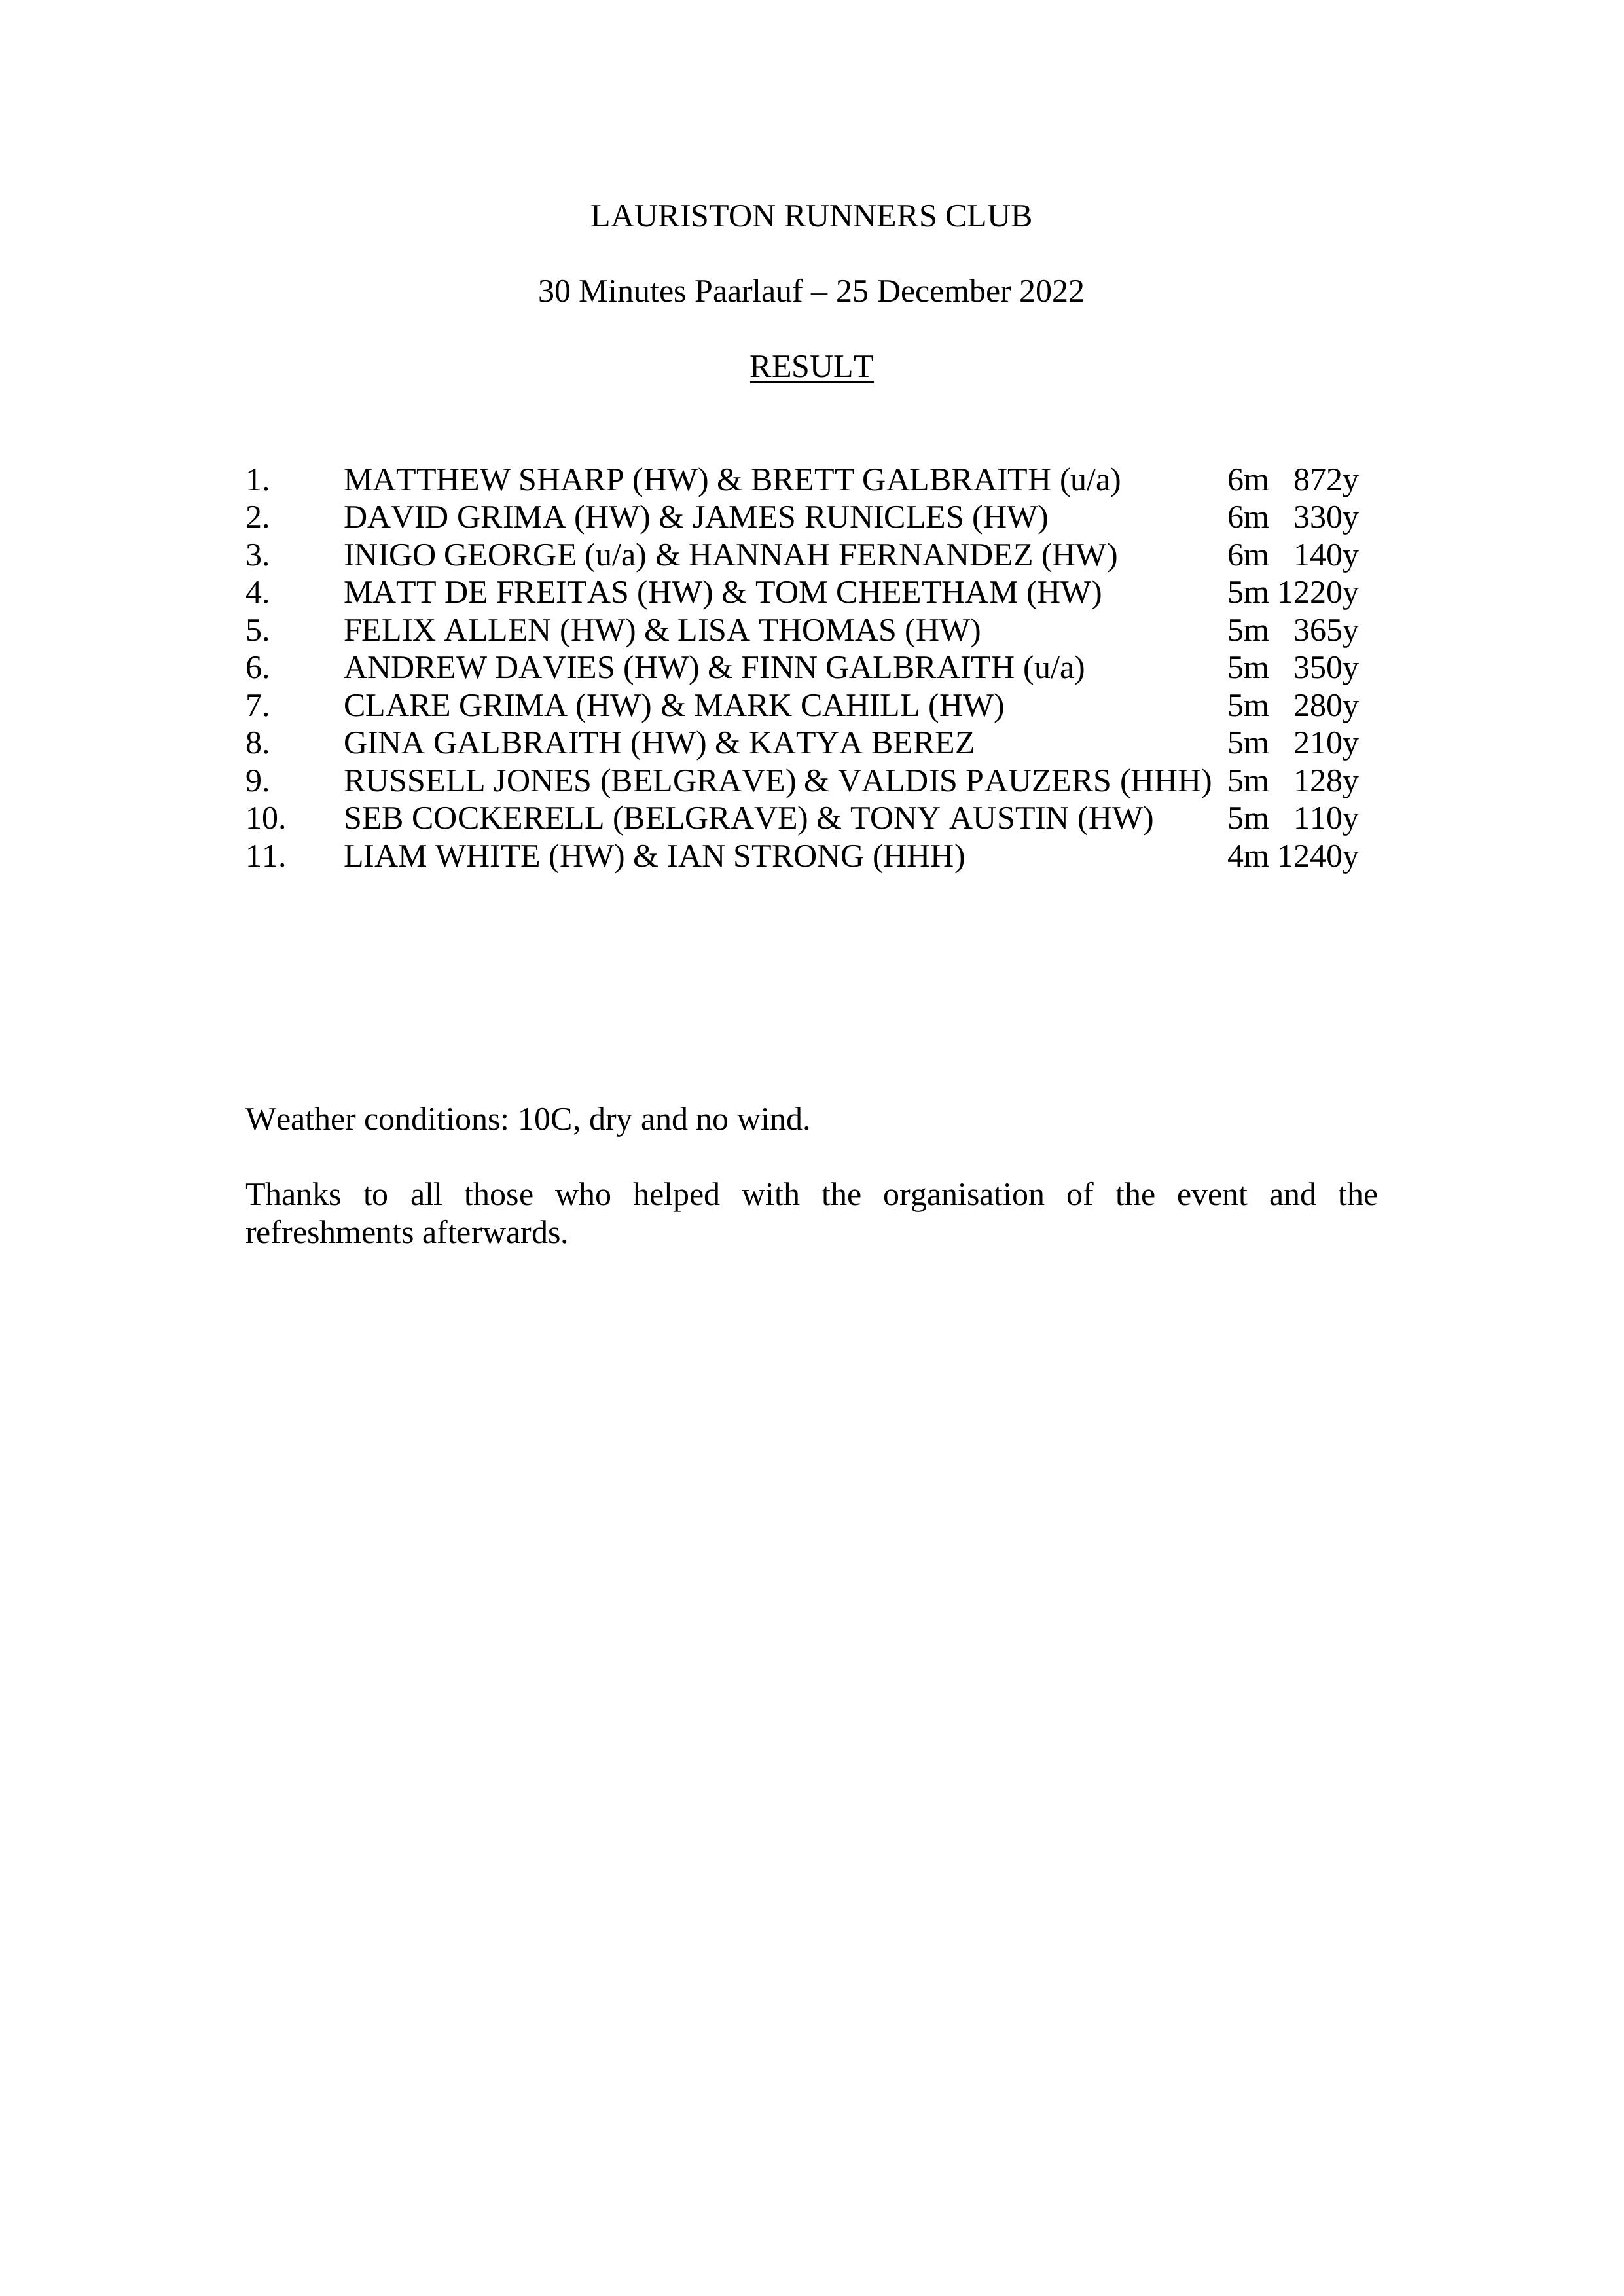 LAURISTON RUNNERS CLUB
30 Minutes Paarlauf – 25 December 2022
RESULT
1. MATTHEW SHARP (HW) & BRETT GALBRAITH (u/a) 6m 872y
2. DAVID GRIMA (HW) & JAMES RUNICLES (HW) 6m 330y
3. INIGO GEORGE (u/a) & HANNAH FERNANDEZ (HW) 6m 140y
4. MATT DE FREITAS (HW) & TOM CHEETHAM (HW) 5m 1220y
5. FELIX ALLEN (HW) & LISA THOMAS (HW) 5m 365y
6. ANDREW DAVIES (HW) & FINN GALBRAITH (u/a) 5m 350y
7. CLARE GRIMA (HW) & MARK CAHILL (HW) 5m 280y
8. GINA GALBRAITH (HW) & KATYA BEREZ 5m 210y
9. RUSSELL JONES (BELGRAVE) & VALDIS PAUZERS (HHH) 5m 128y
10. SEB COCKERELL (BELGRAVE) & TONY AUSTIN (HW) 5m 110y
11. LIAM WHITE (HW) & IAN STRONG (HHH) 4m 1240y
Weather conditions: 10C, dry and no wind.
Thanks to all those who helped with the organisation of the event and the
refreshments afterwards.